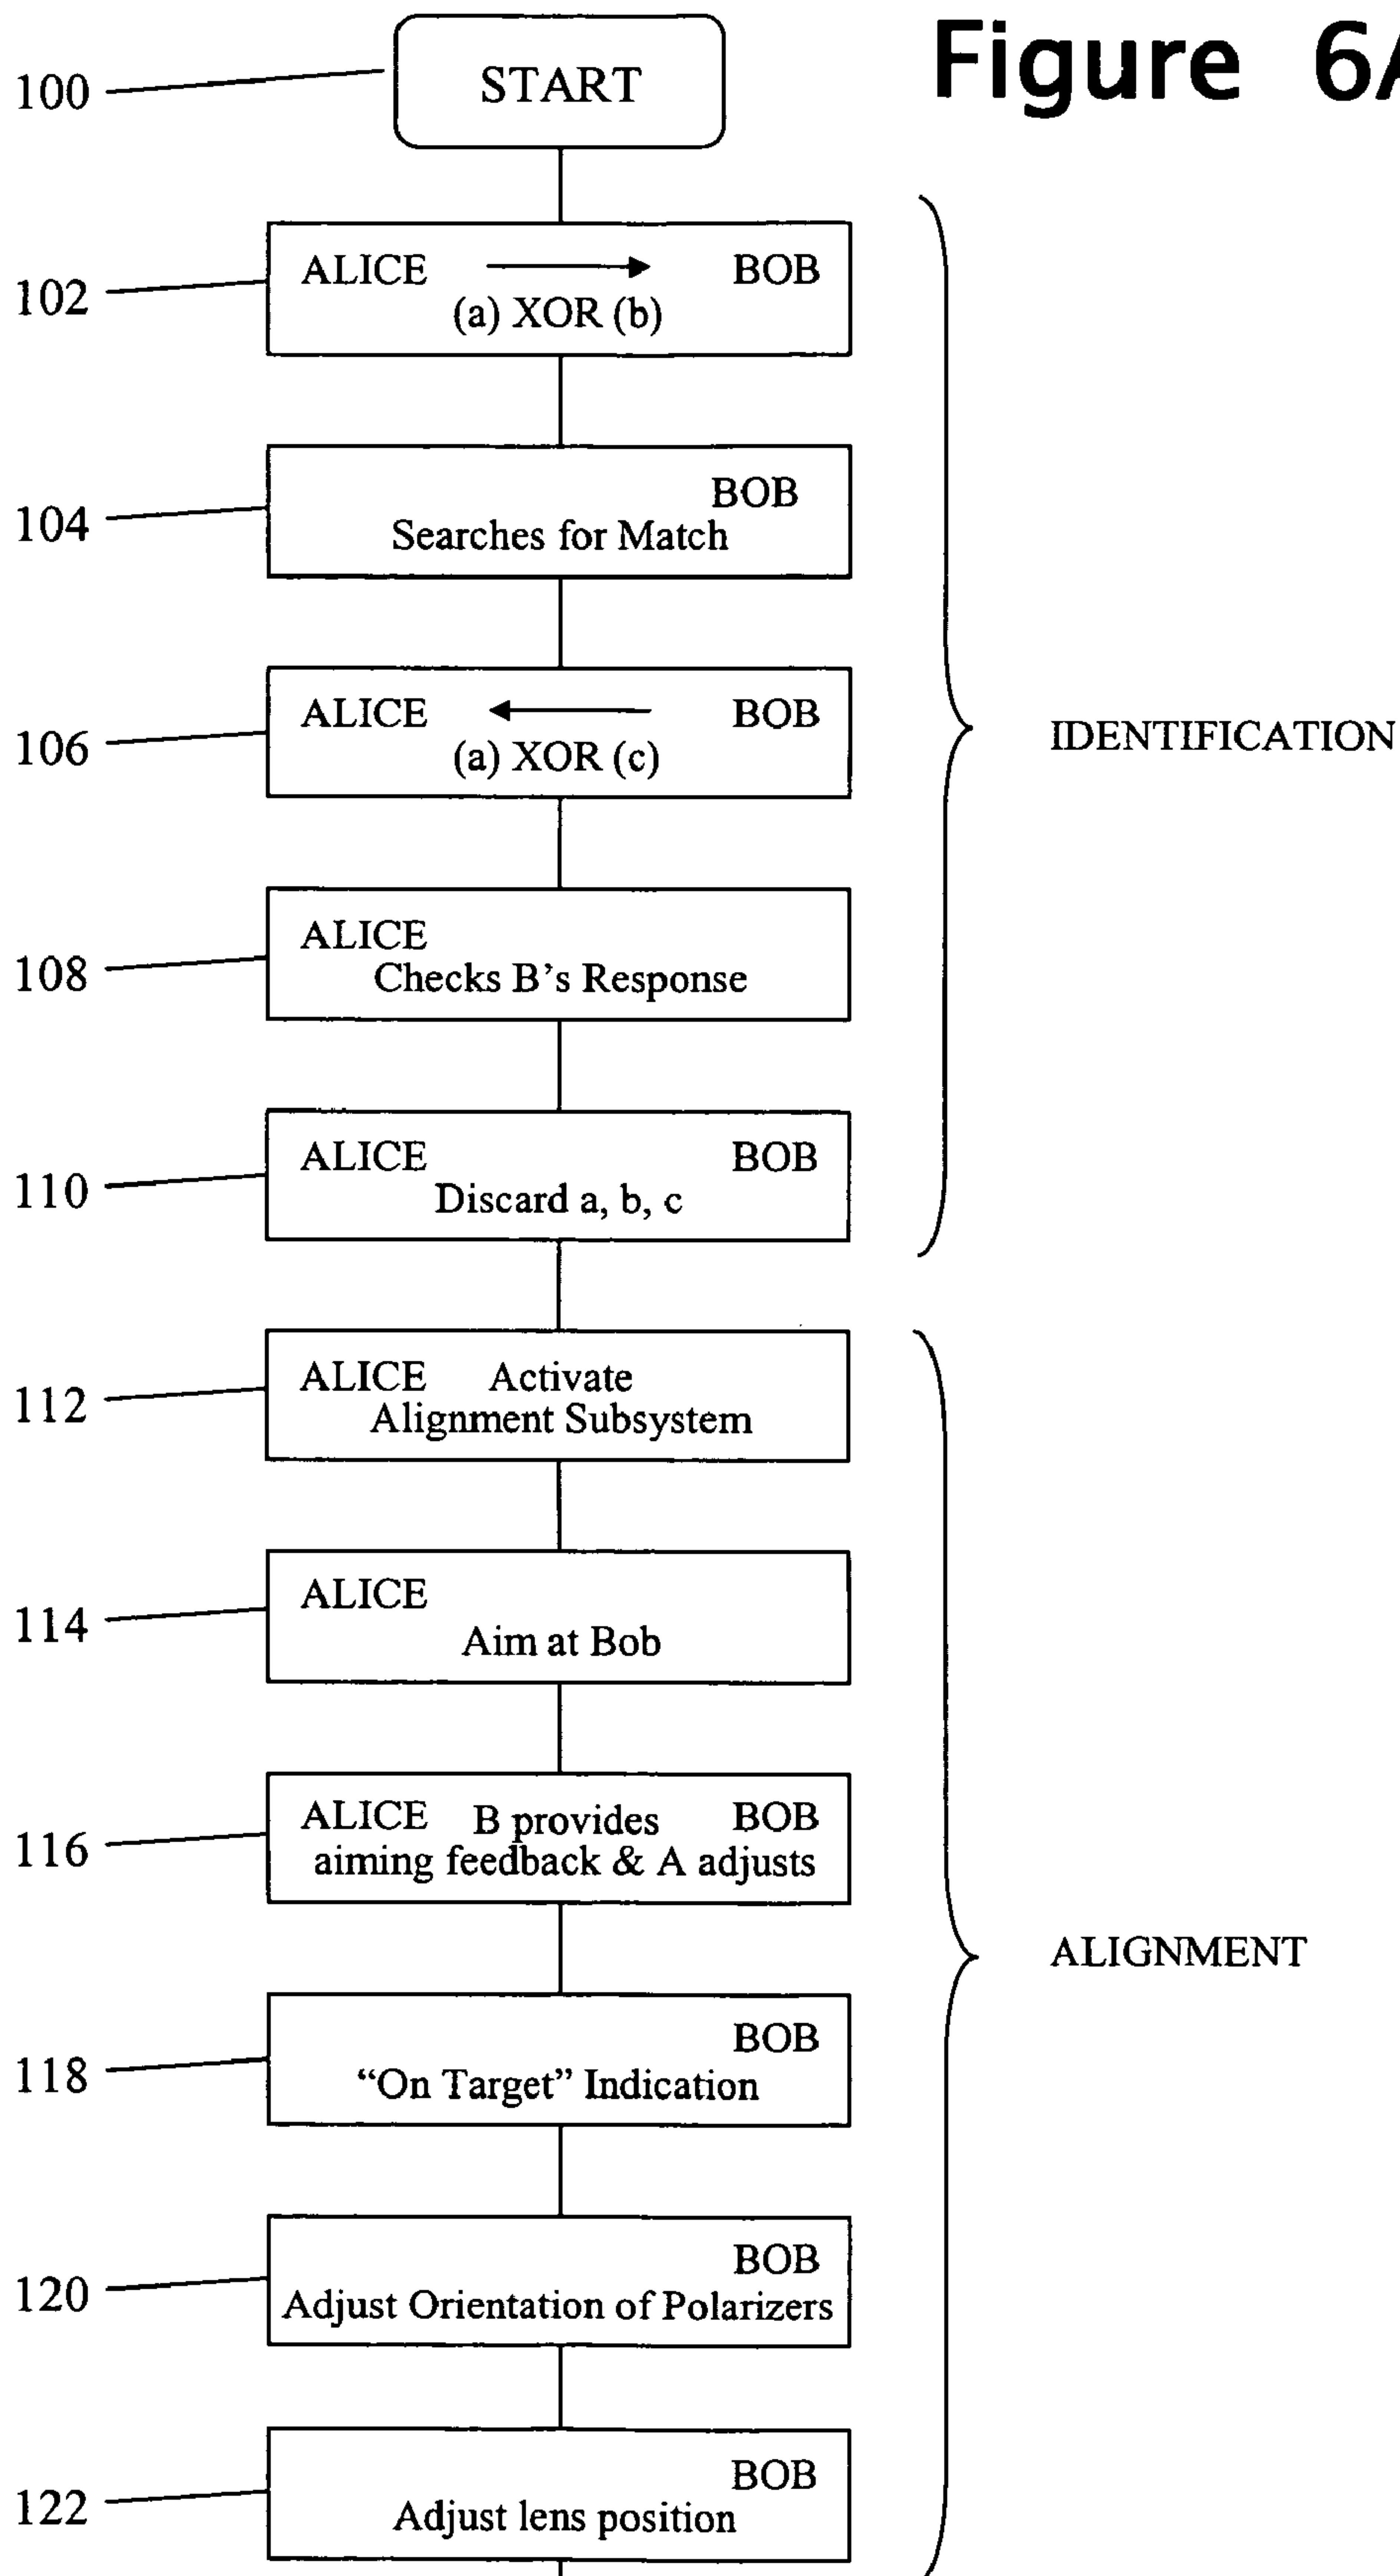 Figure 6A
100 START
102 ALICE BOB
(a) XOR (b)
104 BOB
Searches for Match
106 ALICE BOB
(a) XOR (c)
IDENTIFICATION
108 ALICE
Checks B's Response
110 ALICE BOB
Discard a, b, c
112 ALICE Activate
Alignment Subsystem
114 ALICE
Aim at Bob
116 ALICE B provides BOB
aiming feedback & A adjusts
ALIGNMENT
118 BOB
“On Target” Indication
120 BOB
Adjust Orientation of Polarizers
122 BOB
Adjust lens position